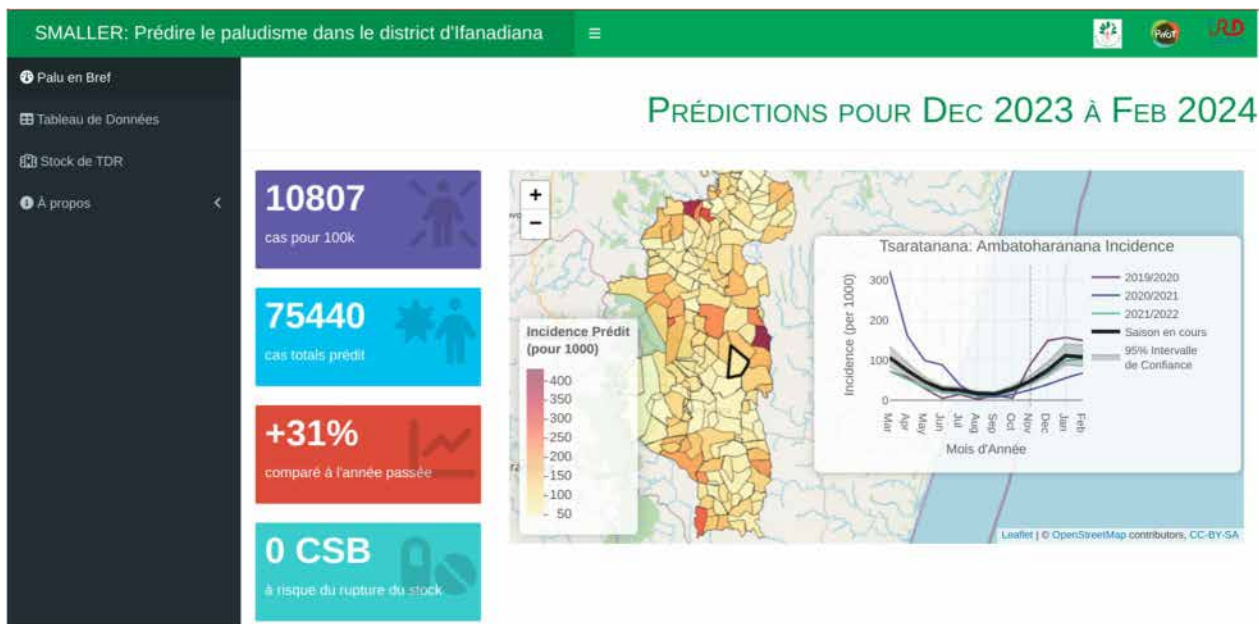 SMALLER: Prédire le paludisme dans le district d'Ifanadiana
Pivot
IRD
Palu en Bref
Tableau de Données
Stock de TDR
À propos
PRÉDICTIONS POUR DEC 2023 À FEB 2024
10807
cas pour 100k
75440
cas totals prédit
+31%
comparé à l'année passée
0 CSB
à risque du rupture du stock
+
−
Incidence Prédit
(pour 1000)
400
350
300
250
200
150
100
50
Tsaratanana: Ambatoharanana Incidence
Incidence (per 1000)
300
200
100
0
Mar
Apr
May
Jun
Jul
Aug
Sep
Oct
Nov
Dec
Jan
Feb
Mois d'Année
2019/2020
2020/2021
2021/2022
Saison en cours
95% Intervalle
de Confiance
Leaflet | © OpenStreetMap contributors, CC-BY-SA